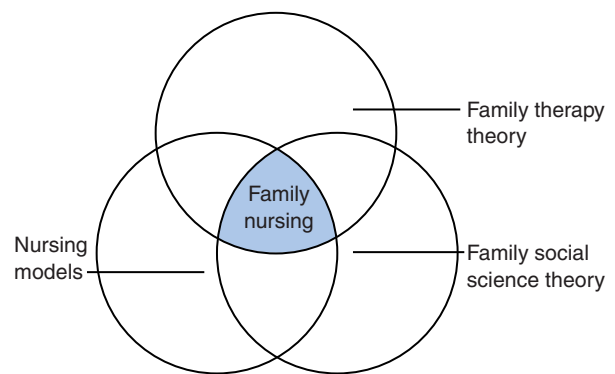 Family therapy
theory
Family
nursing
Nursing
models
Family social
science theory